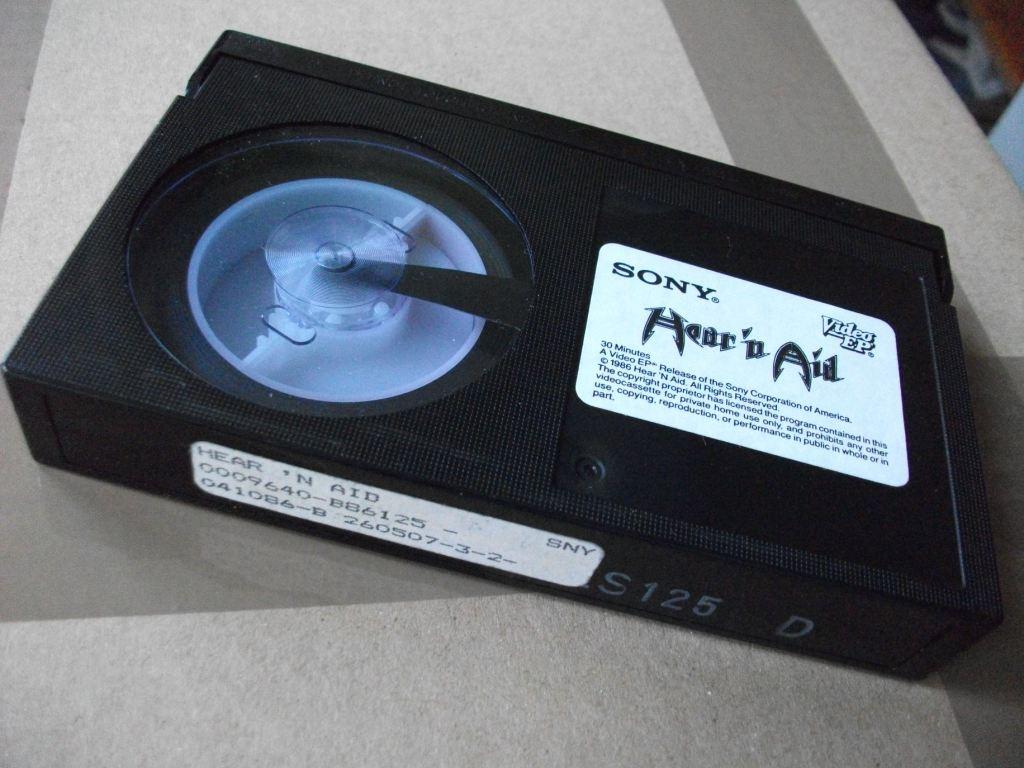 SONY®
Hear 'n Aid
Video
EP®
30 Minutes
A Video EP™ Release of the Sony Corporation of America.
© 1986 Hear 'N Aid. All Rights Reserved.
The copyright proprietor has licensed the program contained in this
videocassette for private home use only, and prohibits any other
use, copying, reproduction, or performance in public in whole or in
part.
HEAR 'N AID
0009640-B86125 - SNY
041086-B 260507-3-2-
S125 D